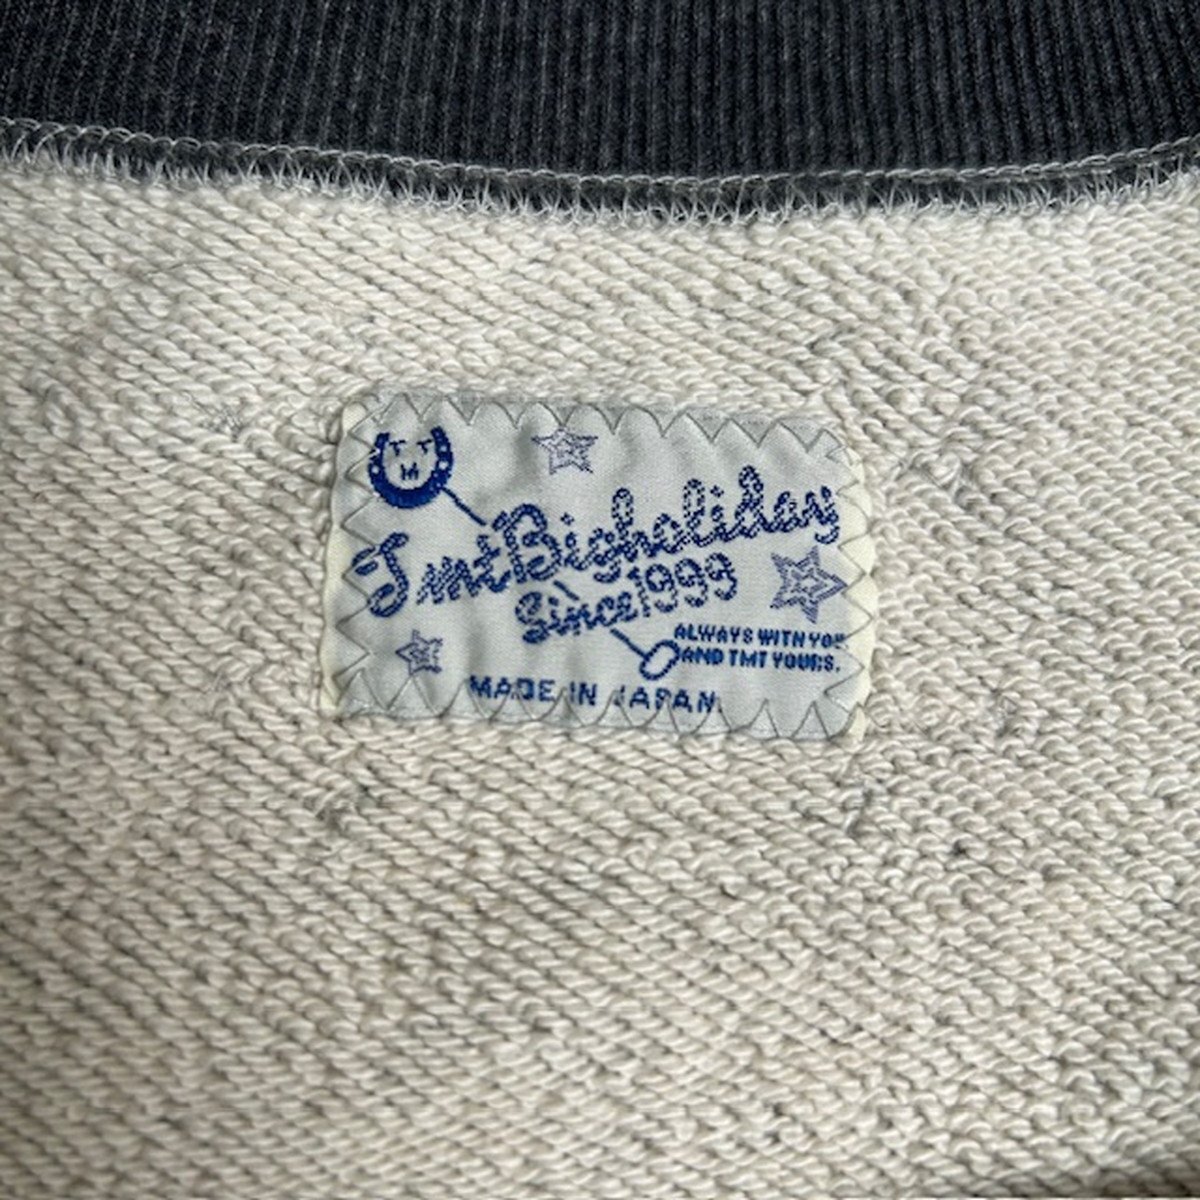 TMT
TmtBigholiday
Since1999
ALWAYS WITH YOU
AND TMT YOURS.
MADE IN JAPAN.